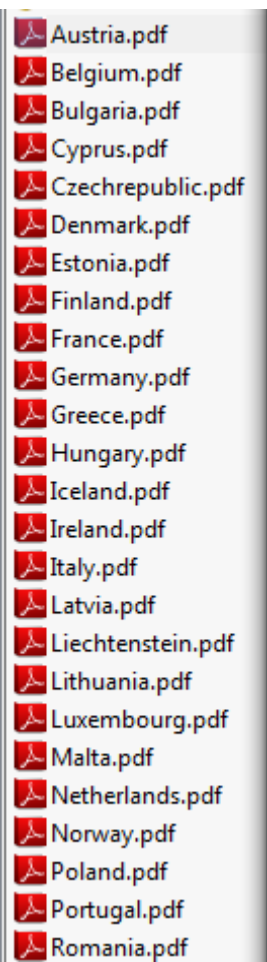 Austria.pdf
Belgium.pdf
Bulgaria.pdf
Cyprus.pdf
Czechrepublic.pdf
Denmark.pdf
Estonia.pdf
Finland.pdf
France.pdf
Germany.pdf
Greece.pdf
Hungary.pdf
Iceland.pdf
Ireland.pdf
Italy.pdf
Latvia.pdf
Liechtenstein.pdf
Lithuania.pdf
Luxembourg.pdf
Malta.pdf
Netherlands.pdf
Norway.pdf
Poland.pdf
Portugal.pdf
Romania.pdf